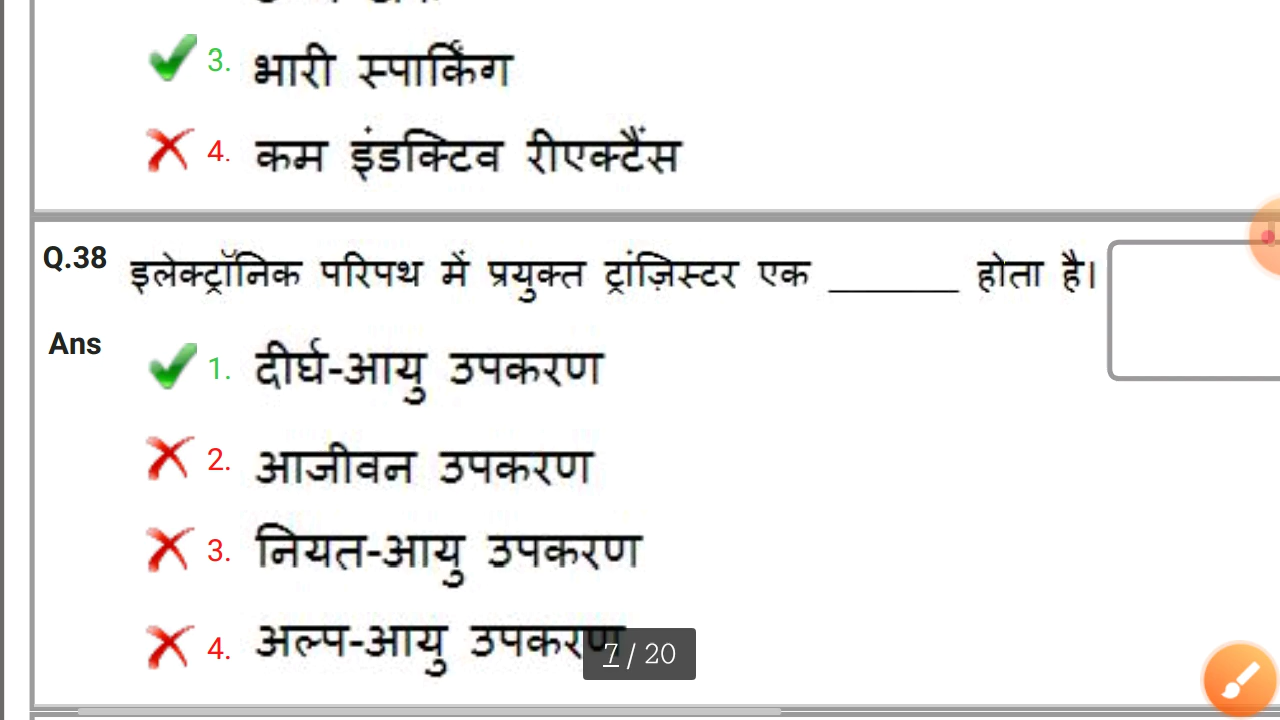 3. भारी स्पार्किंग
4. कम इंडक्टिव रीएक्टैंस
Q.38 इलेक्ट्रॉनिक परिपथ में प्रयुक्त ट्रांज़िस्टर एक ______ होता है।
Ans 1. दीर्घ-आयु उपकरण
2. आजीवन उपकरण
3. नियत-आयु उपकरण
4. अल्प-आयु उपकरण
7 / 20